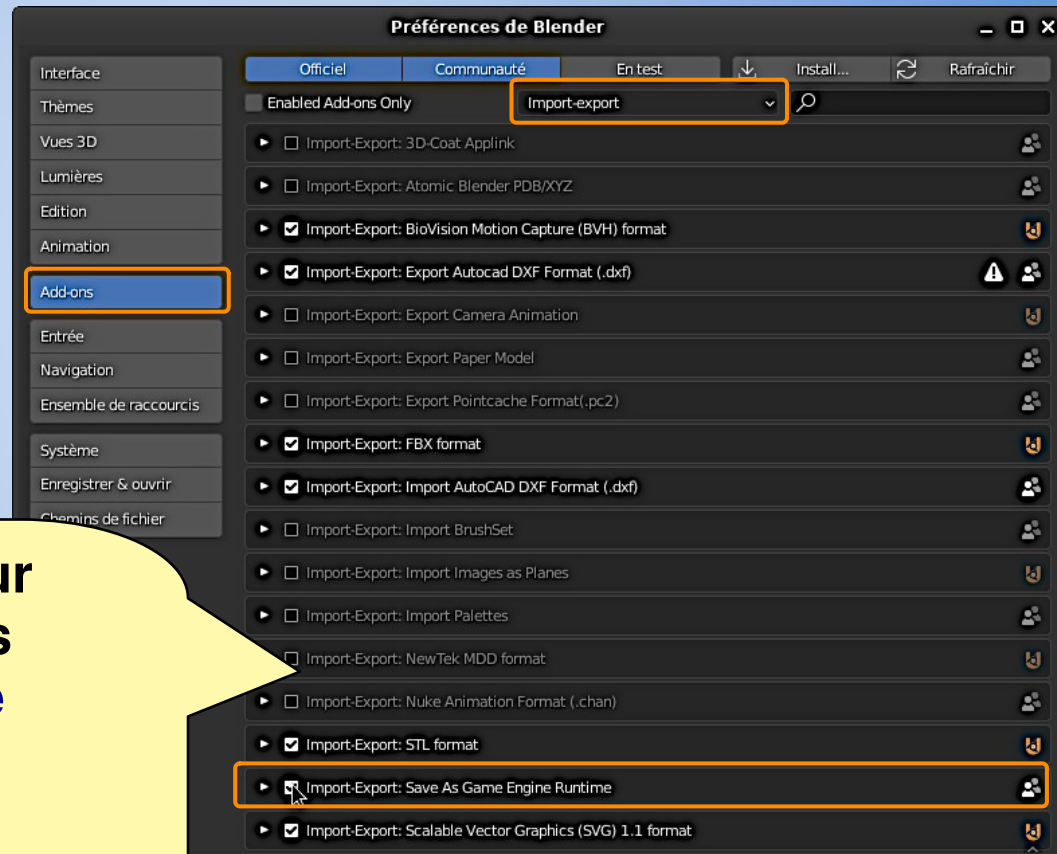 Préférences de Blender
Officiel Communauté En test Install... Rafraîchir
Enabled Add-ons Only Import-export
Interface
Thèmes
Vues 3D
Lumières
Edition
Animation
Add-ons
Entrée
Navigation
Ensemble de raccourcis
Système
Enregistrer & ouvrir
Chemins de fichier
Import-Export: 3D-Coat Applink
Import-Export: Atomic Blender PDB/XYZ
Import-Export: BioVision Motion Capture (BVH) format
Import-Export: Export Autocad DXF Format (.dxf)
Import-Export: Export Camera Animation
Import-Export: Export Paper Model
Import-Export: Export Pointcache Format(.pc2)
Import-Export: FBX format
Import-Export: Import AutoCAD DXF Format (.dxf)
Import-Export: Import BrushSet
Import-Export: Import Images as Planes
Import-Export: Import Palettes
Import-Export: NewTek MDD format
Import-Export: Nuke Animation Format (.chan)
Import-Export: STL format
Import-Export: Save As Game Engine Runtime
Import-Export: Scalable Vector Graphics (SVG) 1.1 format